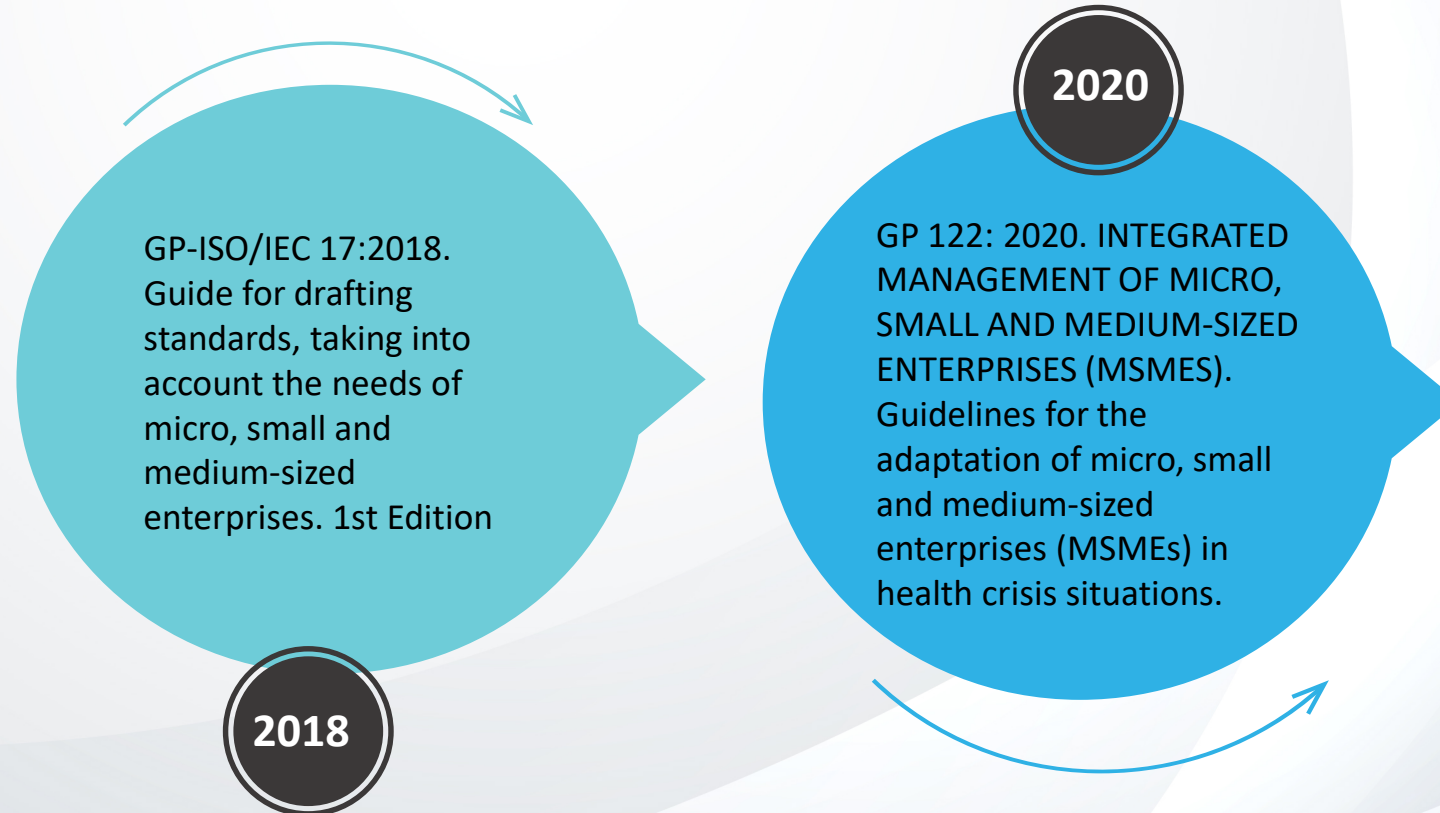 GP-ISO/IEC 17:2018.
Guide for drafting
standards, taking into
account the needs of
micro, small and
medium-sized
enterprises. 1st Edition
2018
2020
GP 122: 2020. INTEGRATED
MANAGEMENT OF MICRO,
SMALL AND MEDIUM-SIZED
ENTERPRISES (MSMES).
Guidelines for the
adaptation of micro, small
and medium-sized
enterprises (MSMEs) in
health crisis situations.